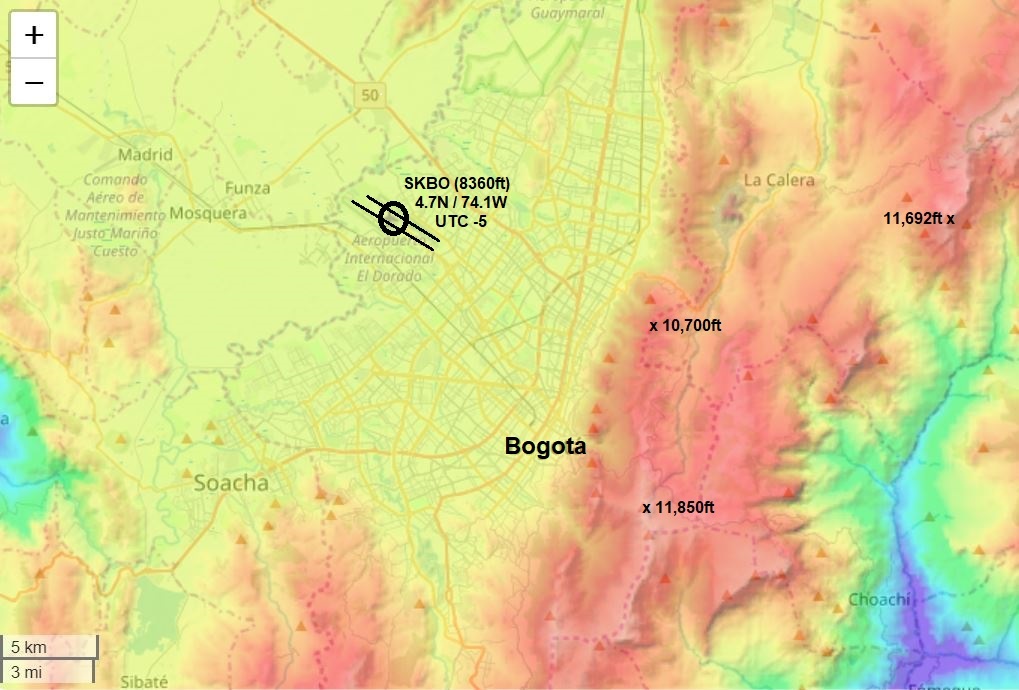 +
−
Guaymaral
50
Madrid
Comando
Aéreo de
Mantenimiento
Justo Mariño
Cuesto
Funza
Mosquera
SKBO (8360ft)
4.7N / 74.1W
UTC -5
Aeropuerto
Internacional
El Dorado
La Calera
11,692ft x
x 10,700ft
Bogota
Soacha
x 11,850ft
Choachí
5 km
3 mi
Sibaté